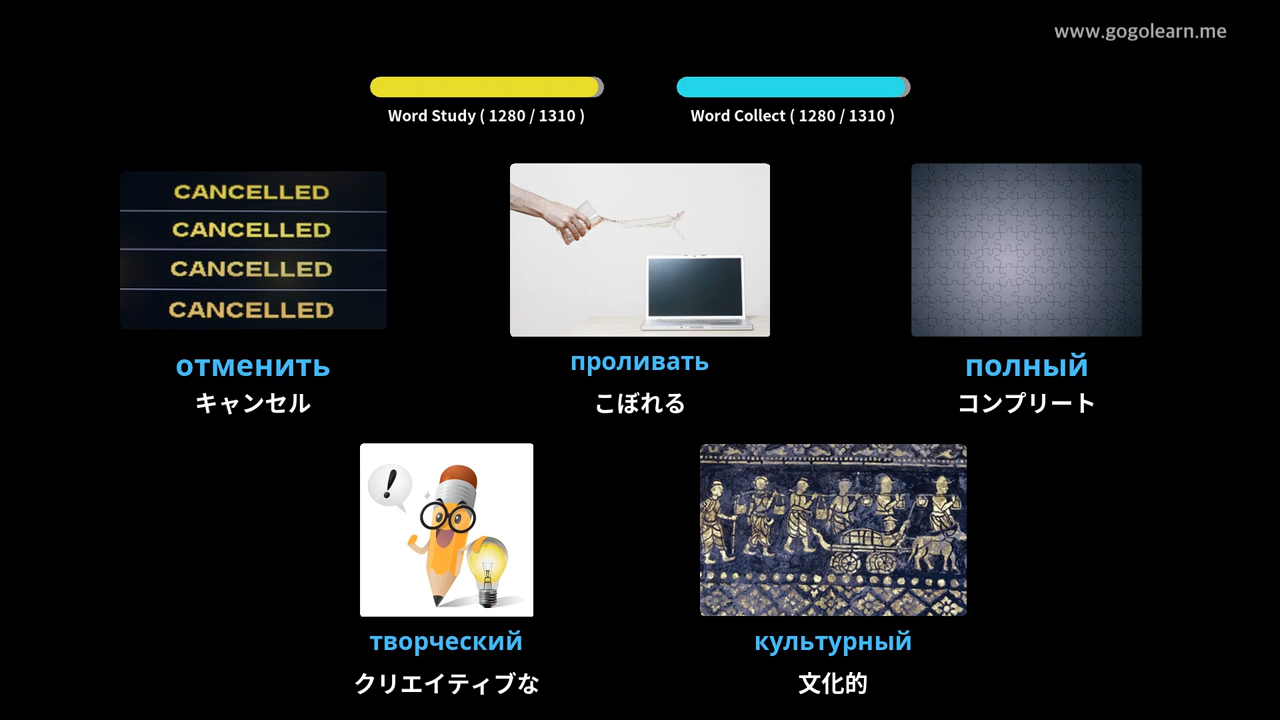 www.gogolearn.me
Word Study ( 1280 / 1310 )
Word Collect ( 1280 / 1310 )
CANCELLED
CANCELLED
CANCELLED
CANCELLED
отменить
キャンセル
проливать
こぼれる
полный
コンプリート
!
творческий
クリエイティブな
культурный
文化的